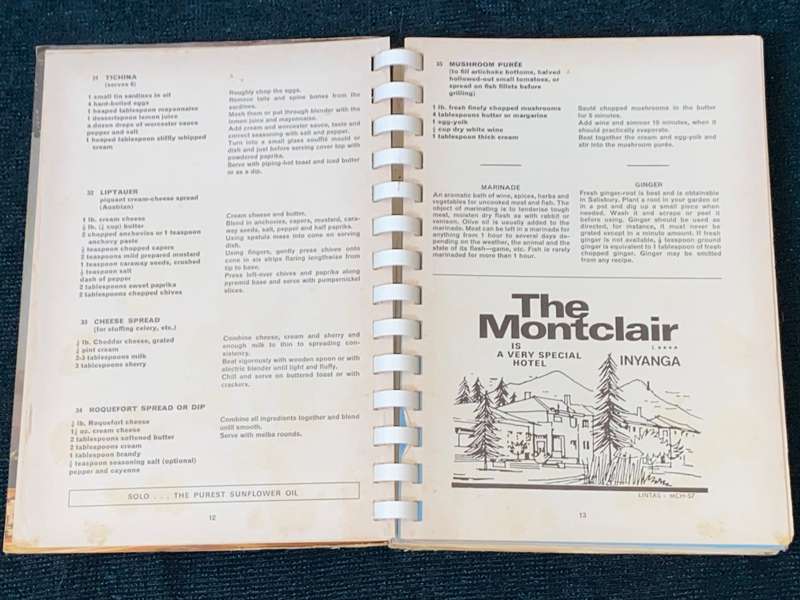 31 TICHINA
(serves 6)
1 small tin sardines in oil
4 hard-boiled eggs
1 heaped tablespoon mayonnaise
1 dessertspoon lemon juice
a dozen drops of worcester sauce
pepper and salt
1 heaped tablespoon stiffly whipped
cream
Roughly chop the eggs.
Remove tails and spine bones from the
sardines.
Mash them or put through blender with the
lemon juice and mayonnaise.
Add cream and worcester sauce, taste and
correct seasoning with salt and pepper.
Turn into a small glass soufflé mould or
dish and just before serving cover top with
powdered paprika.
Serve with piping-hot toast and iced butter
or as a dip.
32 LIPTAUER
piquant cream-cheese spread
(Austrian)
1 lb. cream cheese
¼ lb. (½ cup) butter
2 chopped anchovies or 1 teaspoon
anchovy paste
1 teaspoon chopped capers
2 teaspoons mild prepared mustard
1 teaspoon caraway seeds, crushed
½ teaspoon salt
dash of pepper
2 tablespoons sweet paprika
2 tablespoons chopped chives
Cream cheese and butter.
Blend in anchovies, capers, mustard, cara-
way seeds, salt, pepper and half paprika.
Using spatula mass into cone on serving
dish.
Using fingers, gently press chives onto
cone in six strips flaring lengthwise from
tip to base.
Press left-over chives and paprika along
pyramid base and serve with pumpernickel
slices.
33 CHEESE SPREAD
(for stuffing celery, etc.)
lb. Cheddar cheese, grated
pint cream
2-3 tablespoons milk
3 tablespoons sherry
Combine cheese, cream and sherry and
enough milk to thin to spreading con-
sistency.
Beat vigorously with wooden spoon or with
electric blender until light and fluffy.
Chill and serve on buttered toast or with
crackers.
34 ROQUEFORT SPREAD OR DIP
lb. Roquefort cheese
oz. cream cheese
2 tablespoons softened butter
2 tablespoons cream
1 teaspoon brandy
teaspoon seasoning salt (optional)
pepper and cayenne
Combine all ingredients together and blend
until smooth.
Serve with melba rounds.
SOLO . . . THE PUREST SUNFLOWER OIL
12
35 MUSHROOM PURÉE
(to fill artichoke bottoms, halved
hollowed-out small tomatoes, or
spread on fish fillets before
grilling)
1 lb. fresh finely chopped mushrooms
4 tablespoons butter or margarine
1 egg-yolk
cup dry white wine
1 tablespoon thick cream
Sauté chopped mushrooms in the butter
for 5 minutes.
Add wine and simmer 10 minutes, when it
should practically evaporate.
Beat together the cream and egg-yolk and
stir into the mushroom purée.
MARINADE
An aromatic bath of wine, spices, herbs and
vegetables for uncooked meat and fish. The
object of marinating is to tenderise tough
meat, moisten dry flesh as with rabbit or
venison. Olive oil is usually added to the
marinade. Meat can be left in a marinade for
anything from 1 hour to several days de-
pending on the weather, the animal and the
state of its flesh—game, etc. Fish is rarely
marinaded for more than 1 hour.
GINGER
Fresh ginger-root is best and is obtainable
in Salisbury. Plant a root in your garden or
in a pot and dig up a small piece when
needed. Wash it and scrape or peel it
before using. Ginger should be used as
directed, for instance, it must never be
grated except in a minute amount. If fresh
ginger is not available, ½ teaspoon ground
ginger is equivalent to 1 tablespoon of fresh
chopped ginger. Ginger may be omitted
from any recipe.
The
Montclair
IS
A VERY SPECIAL
HOTEL
INYANGA
LINTAS - MCH-57
13